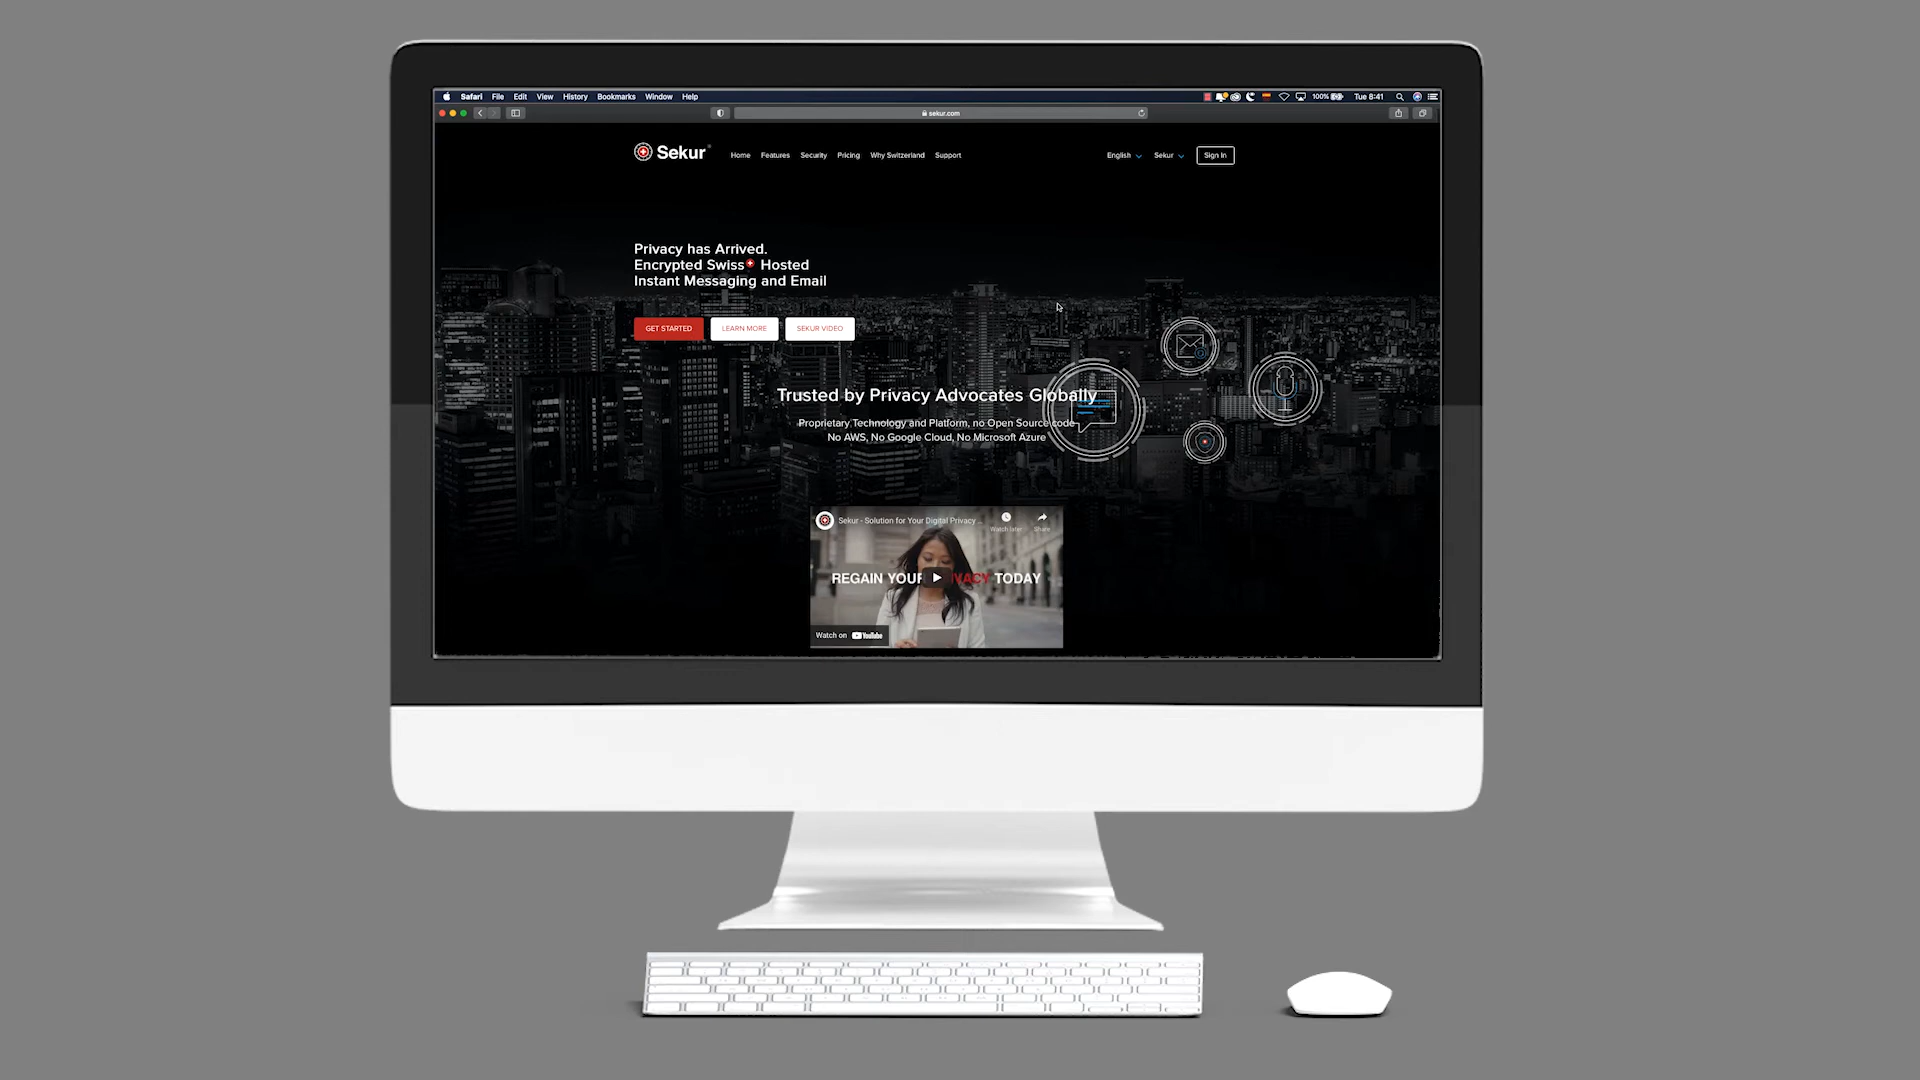 Safari File Edit View History Bookmarks Window Help
100% Tue 8:41
sekur.com
Sekur
Home Features Security Pricing Why Switzerland Support
English Sekur Sign In
Privacy has Arrived.
Encrypted Swiss Hosted
Instant Messaging and Email
GET STARTED LEARN MORE SEKUR VIDEO
Trusted by Privacy Advocates Globally
Proprietary Technology and Platform, no Open Source code
No AWS, No Google Cloud, No Microsoft Azure
Sekur - Solution for Your Digital Privacy ...
Watch later Share
REGAIN YOUR TODAY
Watch on YouTube